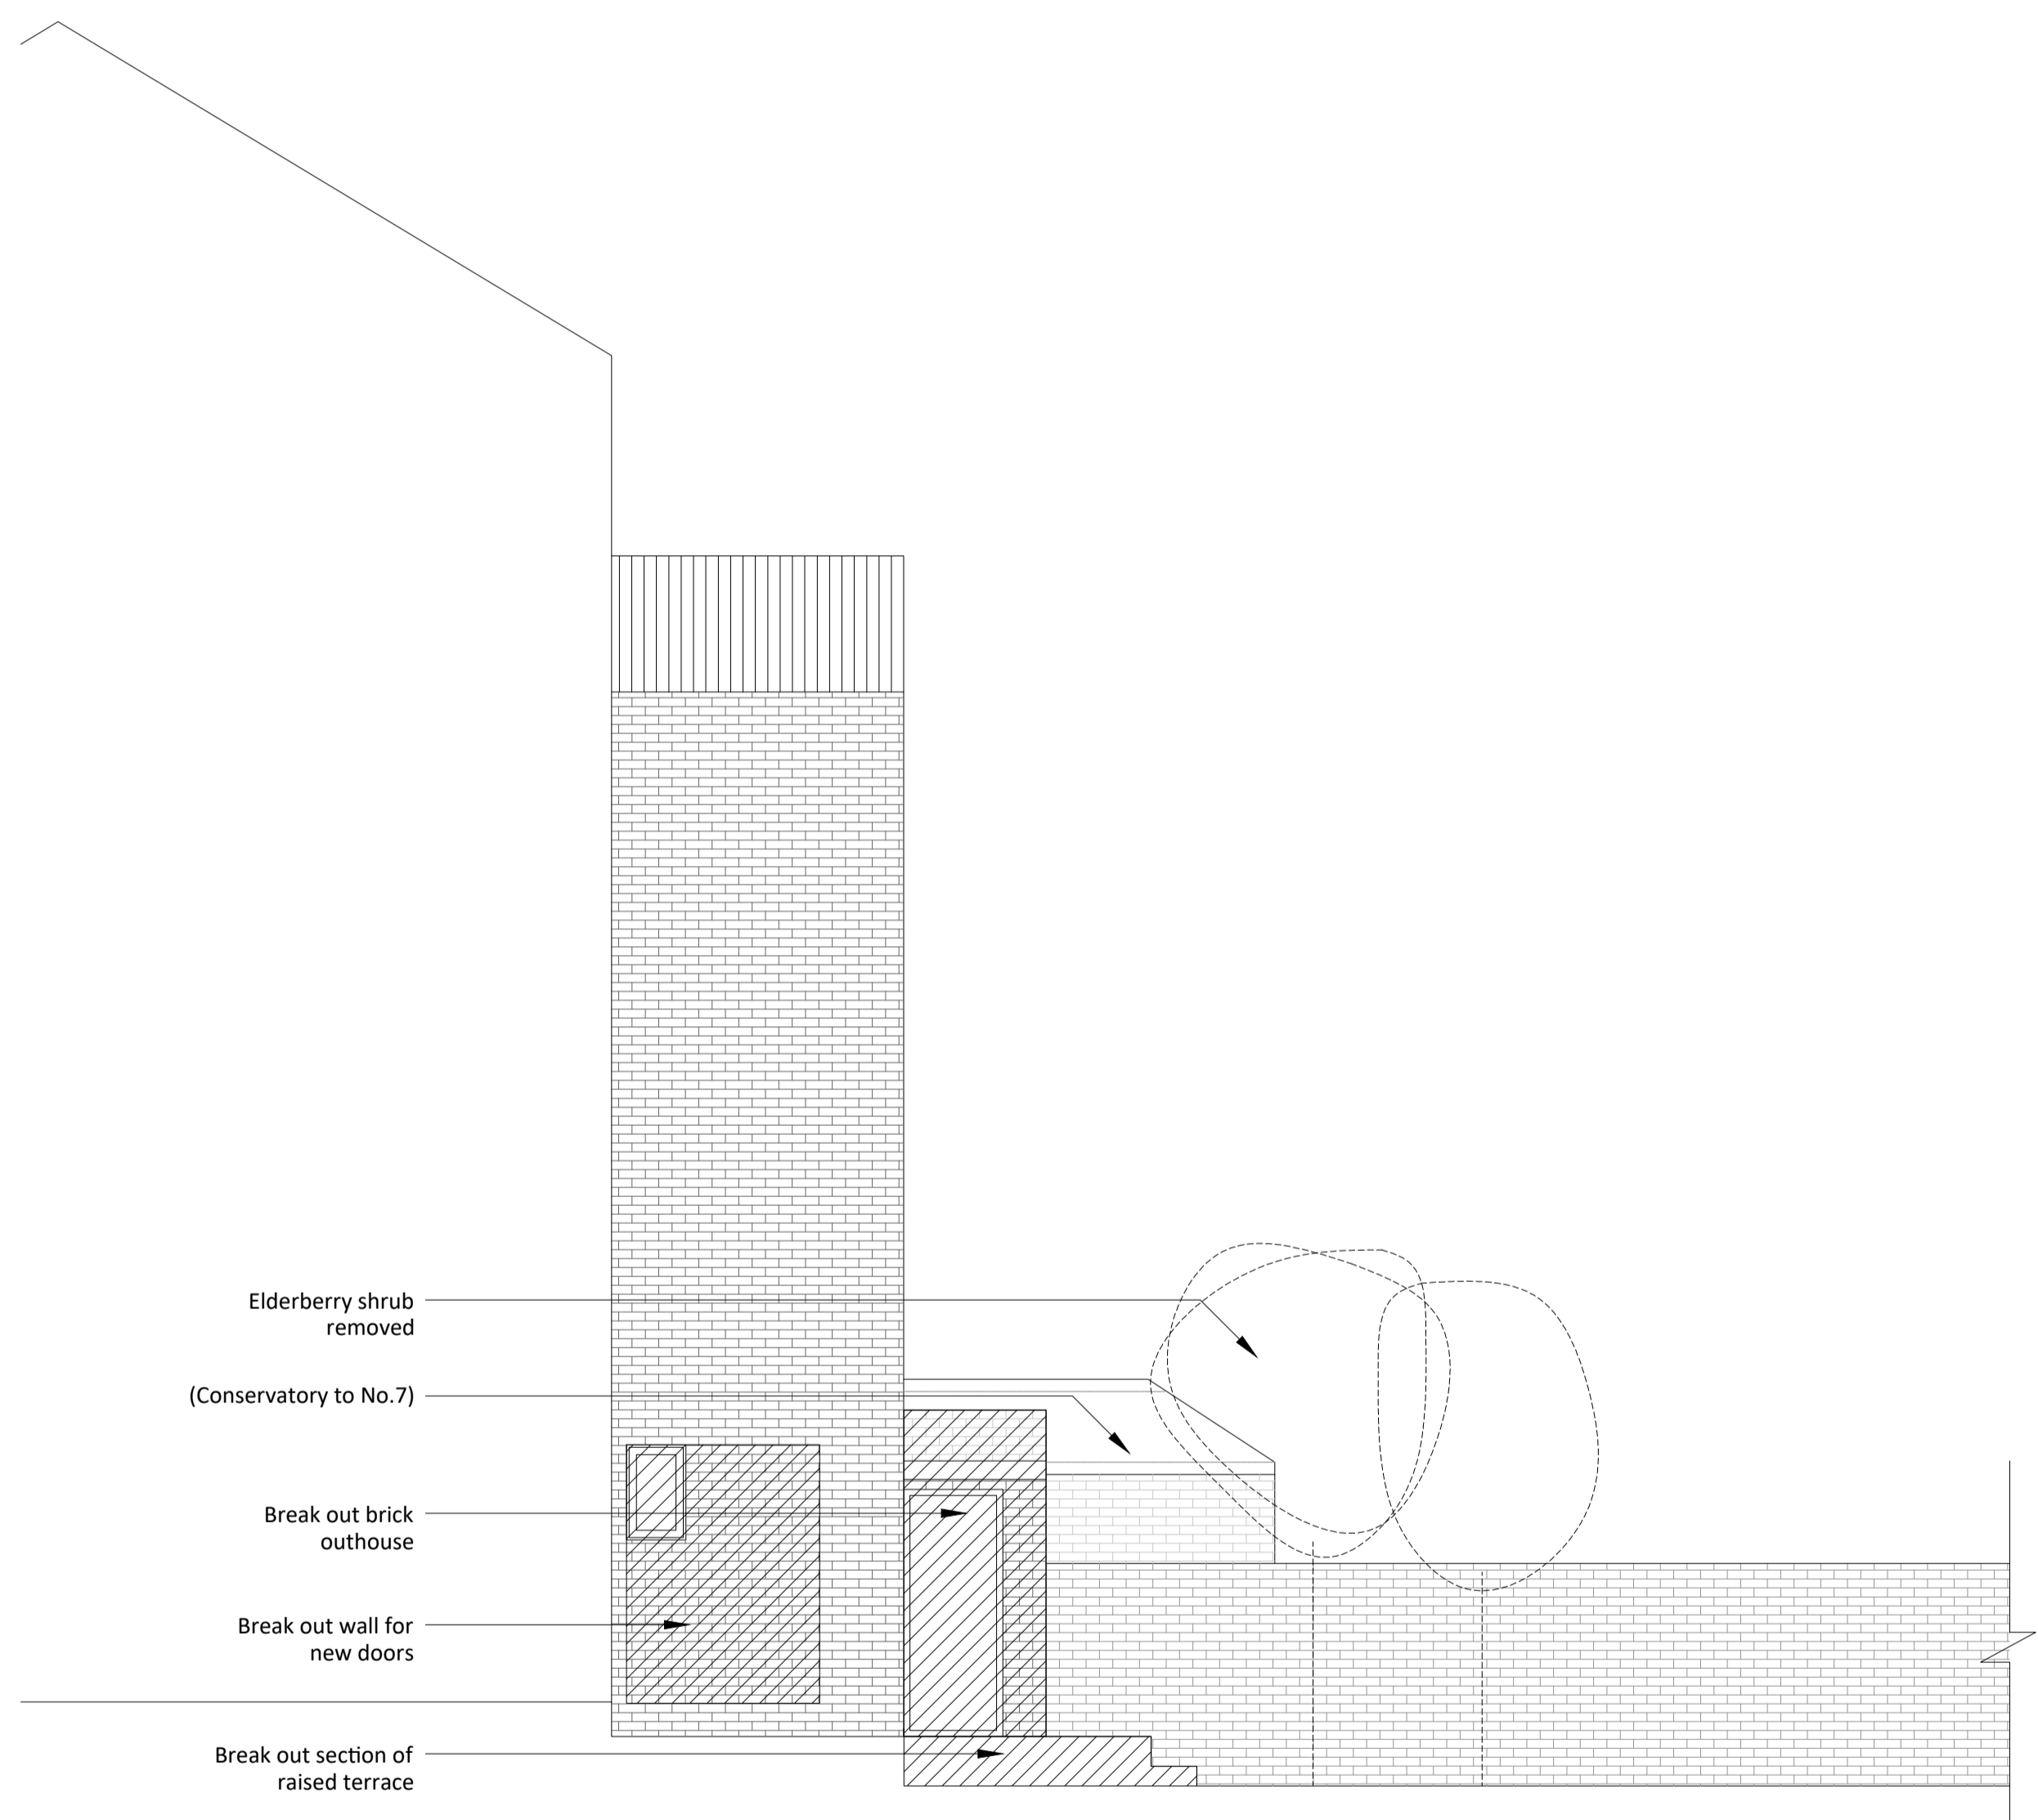 Elderberry shrub
removed
(Conservatory to No.7)
Break out brick
outhouse
Break out wall for
new doors
Break out section of
raised terrace